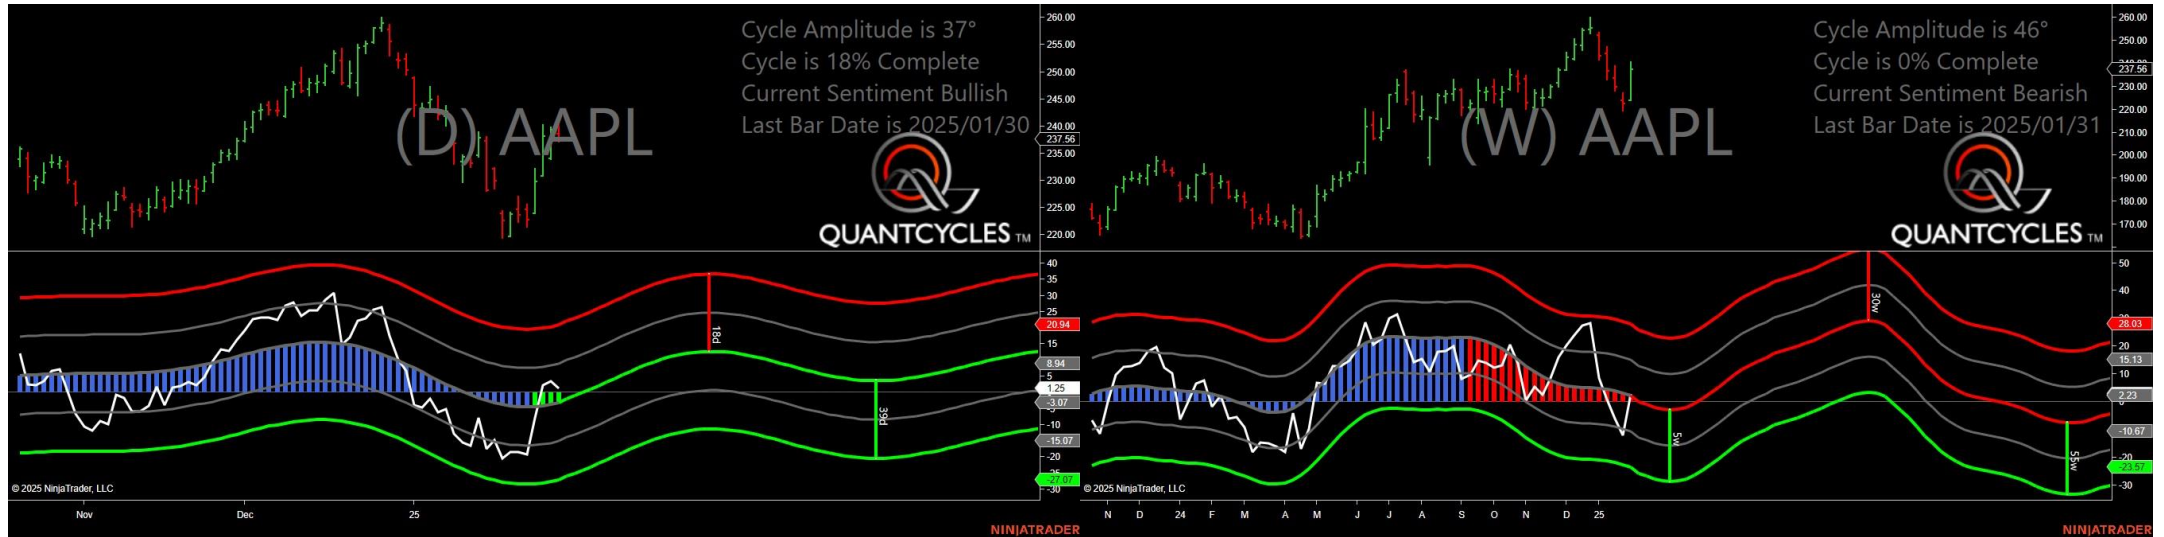 Cycle Amplitude is 37°
Cycle is 18% Complete
Current Sentiment Bullish
Last Bar Date is 2025/01/30
(D) AAPL
QUANTCYCLES TM
260.00
255.00
250.00
245.00
240.00
237.56
235.00
230.00
225.00
220.00
40
35
30
25
20.94
15
8.94
5
1.25
-3.07
-10
-15.07
-20
-27.07
-30
18d
39d
© 2025 NinjaTrader, LLC
Nov
Dec
25
NINJATRADER
Cycle Amplitude is 46°
Cycle is 0% Complete
Current Sentiment Bearish
Last Bar Date is 2025/01/31
(W) AAPL
QUANTCYCLES TM
260.00
250.00
237.56
230.00
220.00
210.00
200.00
190.00
180.00
170.00
50
40
28.03
20
15.13
10
2.23
-10.67
-23.57
-30
5w
30w
55w
© 2025 NinjaTrader, LLC
N D 24 F M A M J J A S O N D 25
NINJATRADER